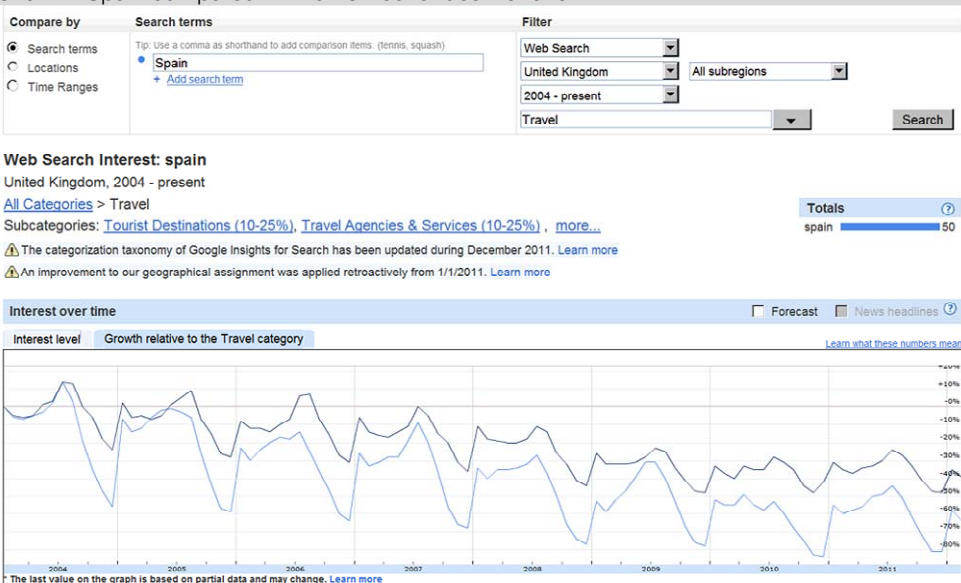 Compare by
Search terms
Filter
Search terms
Locations
Time Ranges
Tip: Use a comma as shorthand to add comparison items. (tennis, squash)
Spain
+ Add search term
Web Search
United Kingdom
All subregions
2004 - present
Travel
Search
Web Search Interest: spain
United Kingdom, 2004 - present
All Categories > Travel
Subcategories: Tourist Destinations (10-25%), Travel Agencies & Services (10-25%) , more...
The categorization taxonomy of Google Insights for Search has been updated during December 2011. Learn more
An improvement to our geographical assignment was applied retroactively from 1/1/2011. Learn more
Totals ?
spain 50
Interest over time
Forecast
News headlines ?
Interest level
Growth relative to the Travel category
Learn what these numbers mean
+20%
+10%
-0%
-10%
-20%
-30%
-40%
-50%
-60%
-70%
-80%
2004 2005 2006 2007 2008 2009 2010 2011
* The last value on the graph is based on partial data and may change. Learn more